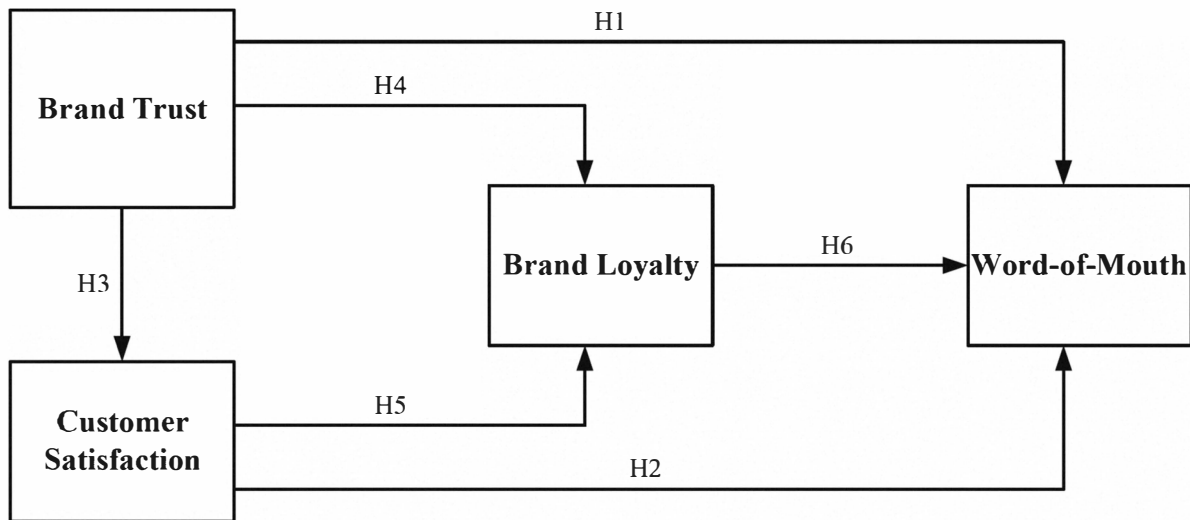 H1
H4
Brand Trust
Brand Loyalty
H6
Word-of-Mouth
H3
Customer
Satisfaction
H5
H2